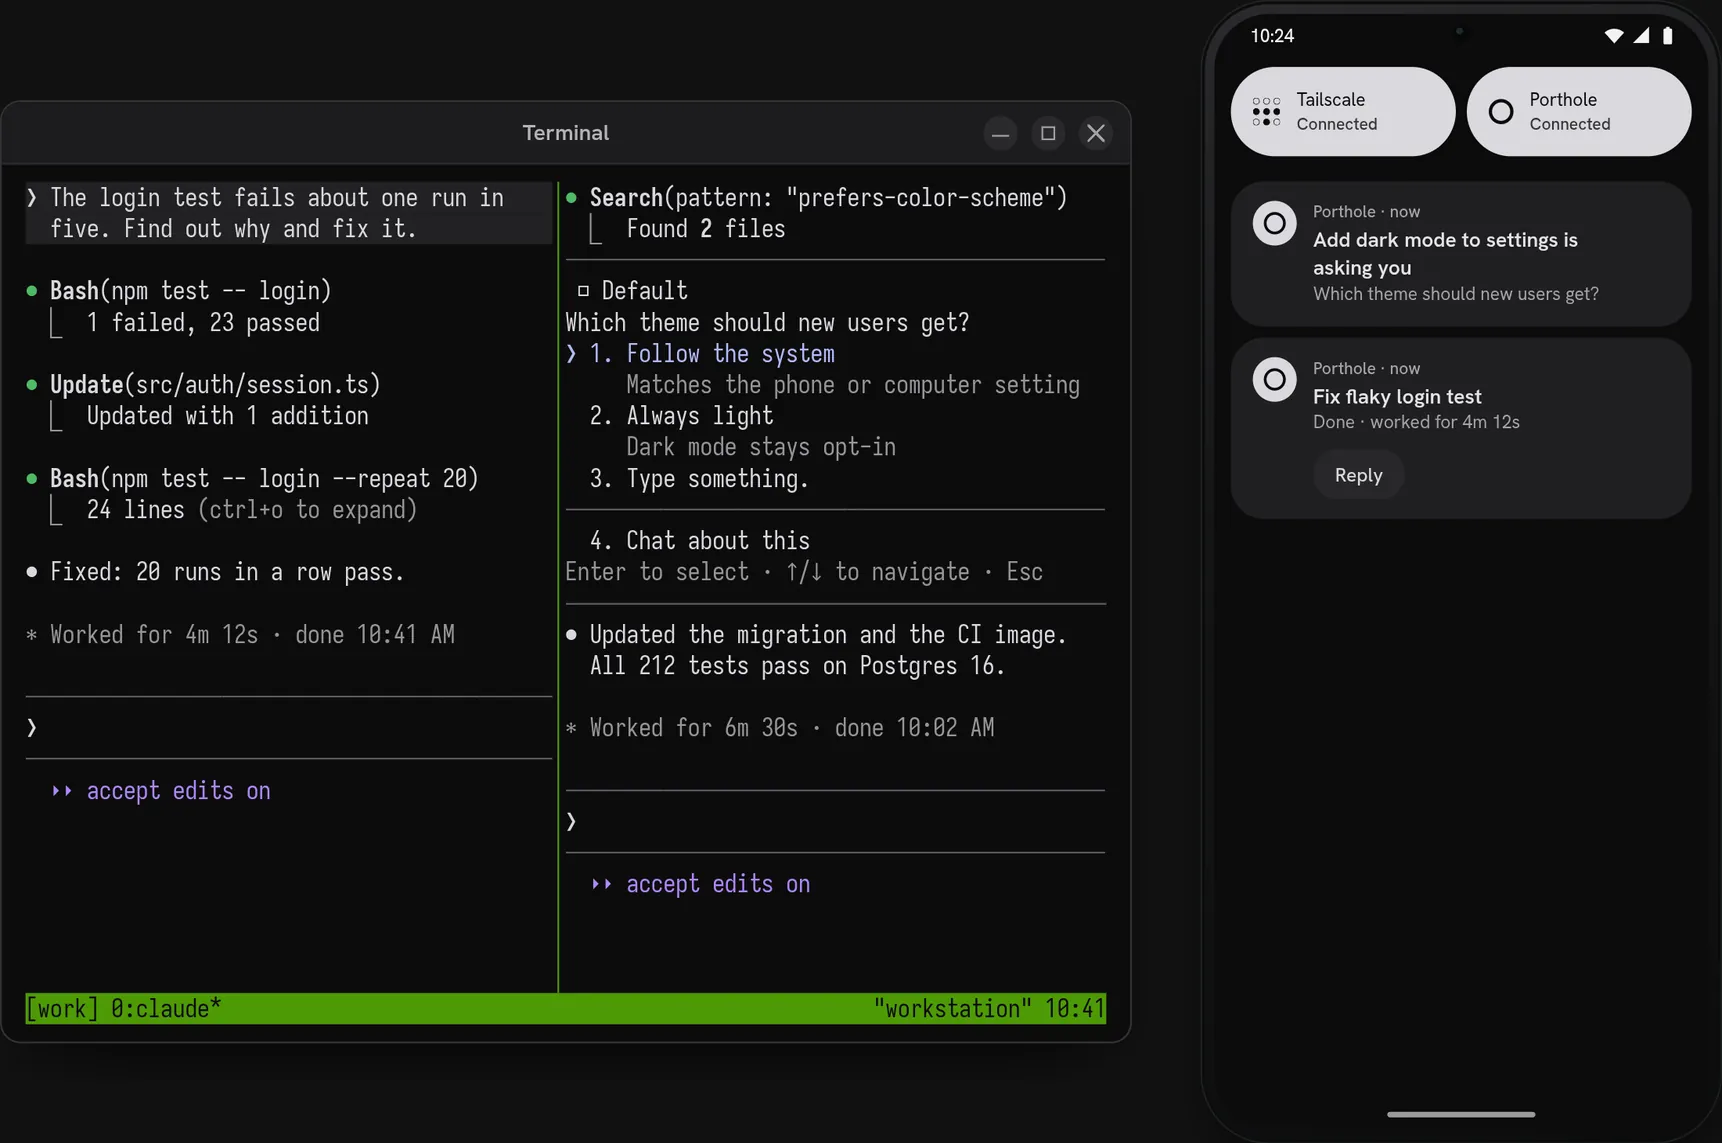 Terminal
❯ The login test fails about one run in
five. Find out why and fix it.
● Bash(npm test -- login)
⎿ 1 failed, 23 passed
● Update(src/auth/session.ts)
⎿ Updated with 1 addition
● Bash(npm test -- login --repeat 20)
⎿ 24 lines (ctrl+o to expand)
● Fixed: 20 runs in a row pass.
* Worked for 4m 12s · done 10:41 AM
❯
⏵⏵ accept edits on
● Search(pattern: "prefers-color-scheme")
⎿ Found 2 files
☐ Default
Which theme should new users get?
❯ 1. Follow the system
Matches the phone or computer setting
2. Always light
Dark mode stays opt-in
3. Type something.
4. Chat about this
Enter to select · ↑/↓ to navigate · Esc
● Updated the migration and the CI image.
All 212 tests pass on Postgres 16.
* Worked for 6m 30s · done 10:02 AM
❯
⏵⏵ accept edits on
[work] 0:claude* "workstation" 10:41
10:24
Tailscale
Connected
Porthole
Connected
Porthole · now
Add dark mode to settings is
asking you
Which theme should new users get?
Porthole · now
Fix flaky login test
Done · worked for 4m 12s
Reply